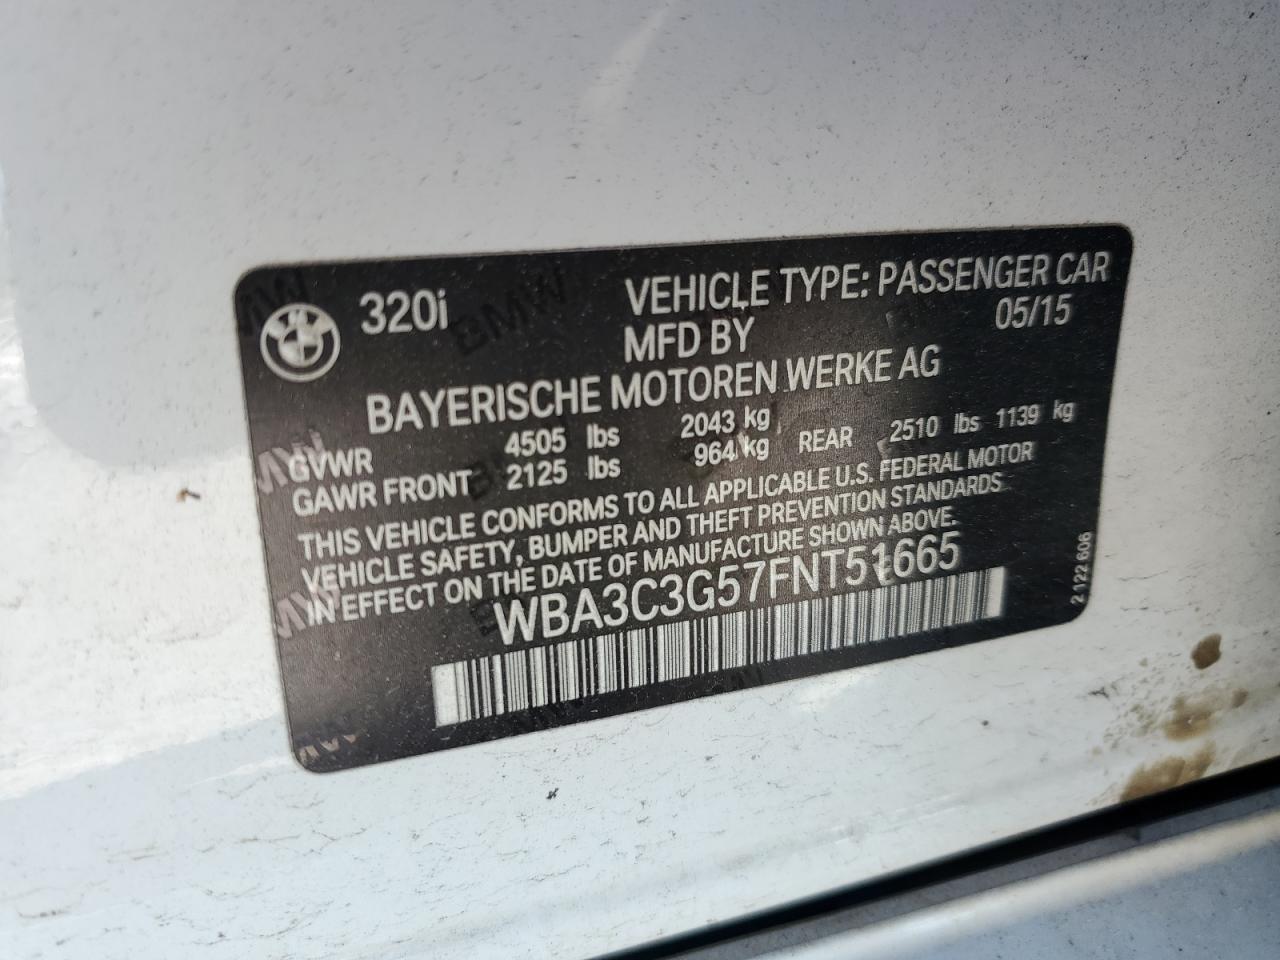 320i VEHICLE TYPE: PASSENGER CAR
MFD BY 05/15
BAYERISCHE MOTOREN WERKE AG
GVWR 4505 lbs 2043 kg
GAWR FRONT 2125 lbs 964 kg REAR 2510 lbs 1139 kg
THIS VEHICLE CONFORMS TO ALL APPLICABLE U.S. FEDERAL MOTOR
VEHICLE SAFETY, BUMPER AND THEFT PREVENTION STANDARDS
IN EFFECT ON THE DATE OF MANUFACTURE SHOWN ABOVE.
WBA3C3G57FNT51665
2 122 606